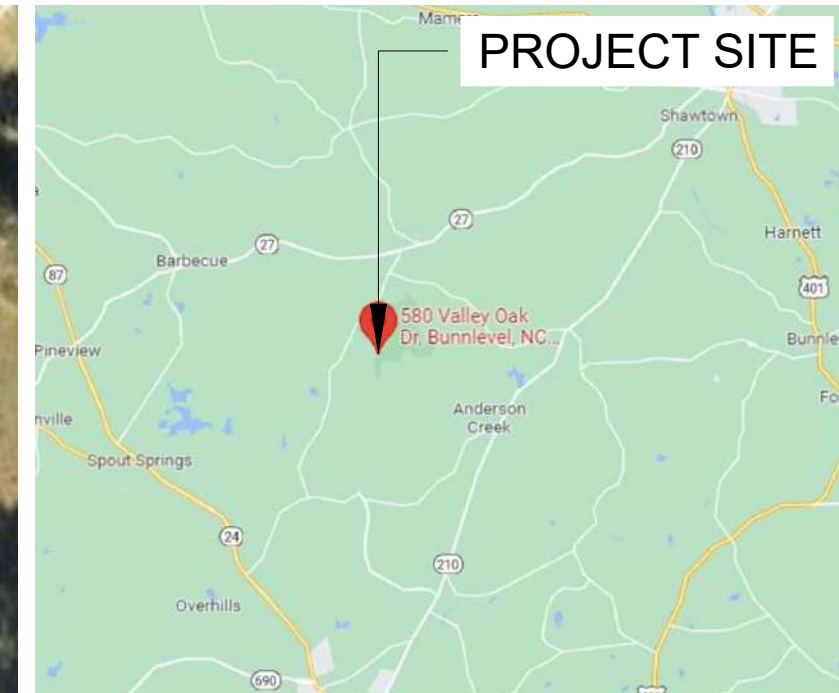 Mamers
PROJECT SITE
Shawtown
210
27
Harnett
27
Barbecue
87
401
580 Valley Oak
Dr, Bunnlevel, NC...
Pineview
Bunnle
Anderson
Creek
Fo
nville
Spout Springs
24
210
Overhills
690